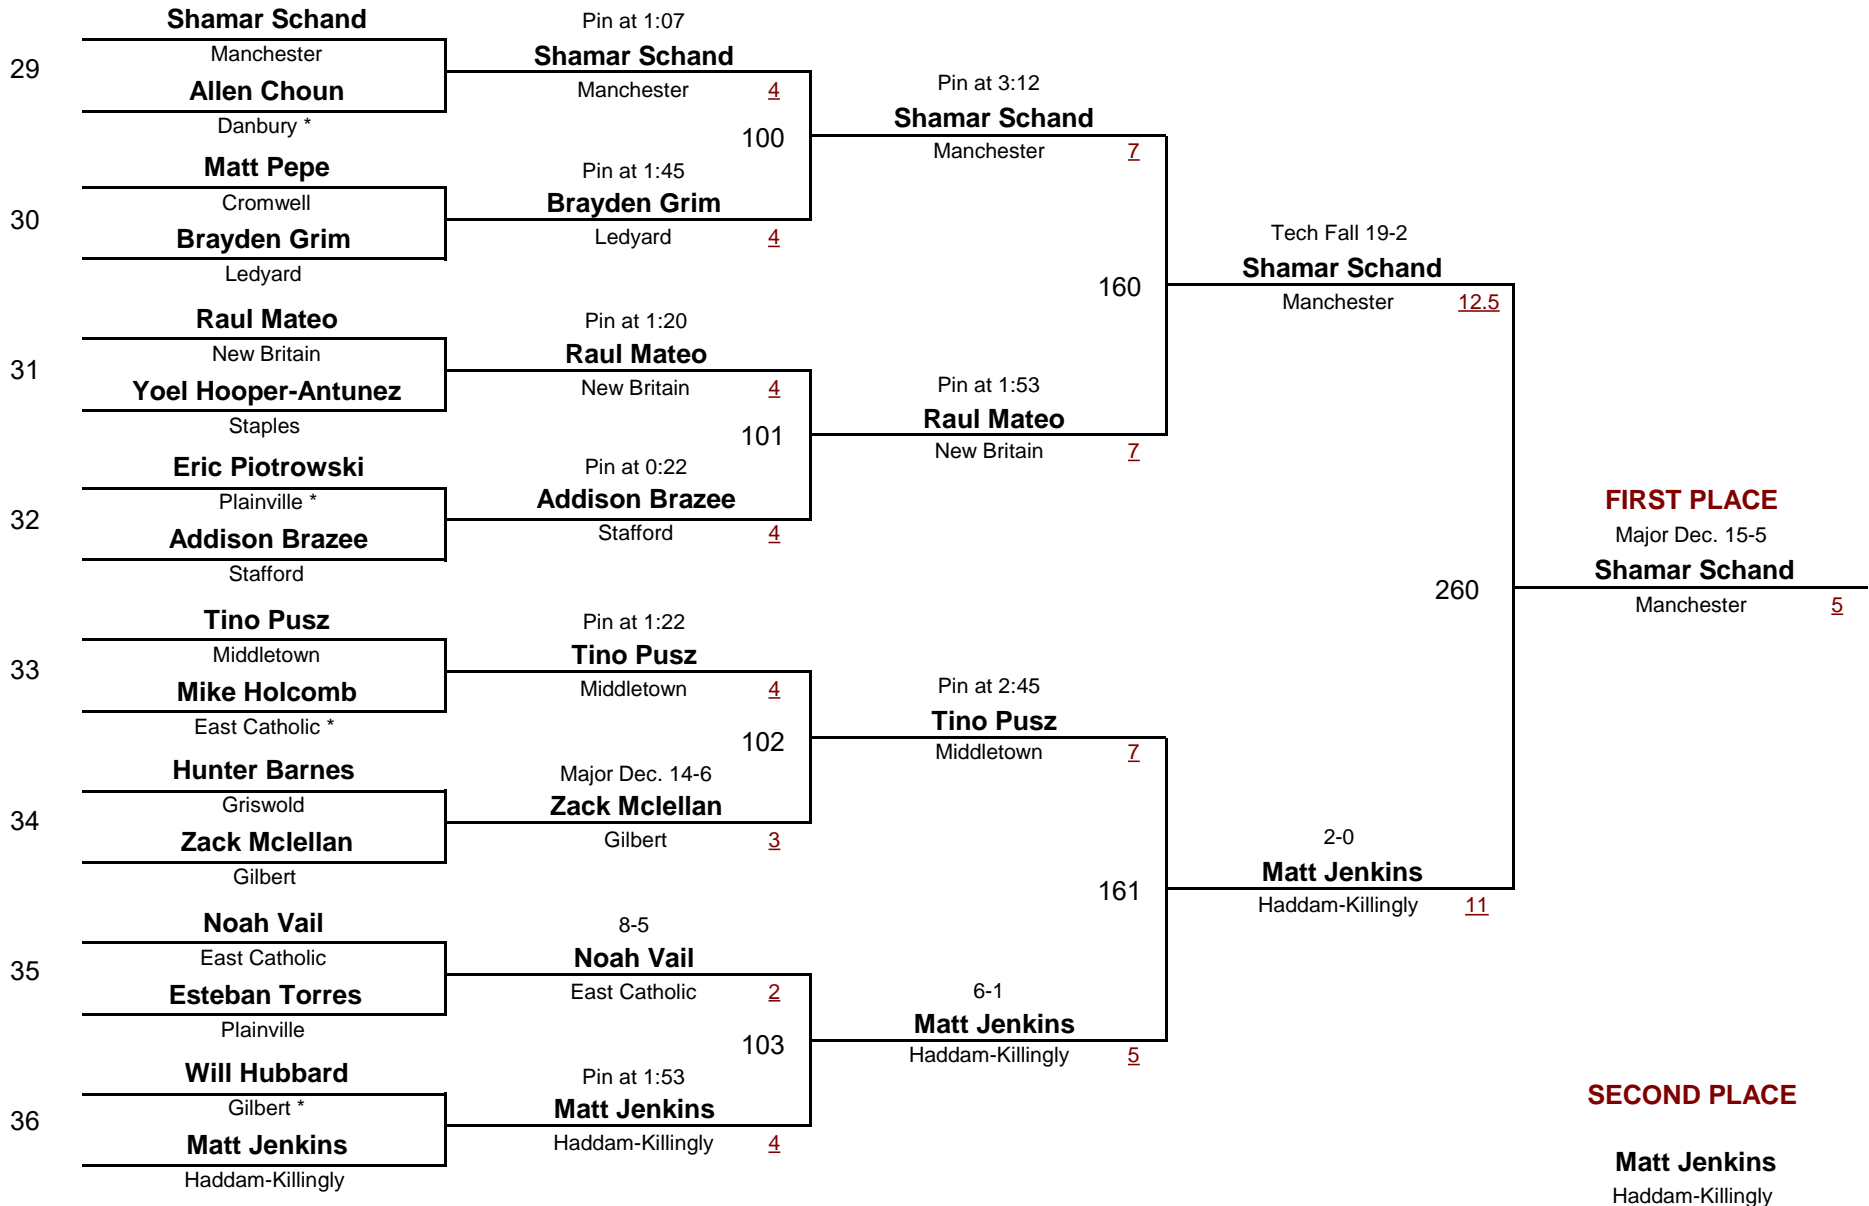 Shamar Schand
Manchester
29
Allen Choun
Danbury *
Matt Pepe
Cromwell
30
Brayden Grim
Ledyard
Raul Mateo
New Britain
31
Yoel Hooper-Antunez
Staples
Eric Piotrowski
Plainville *
32
Addison Brazee
Stafford
Tino Pusz
Middletown
33
Mike Holcomb
East Catholic *
Hunter Barnes
Griswold
34
Zack Mclellan
Gilbert
Noah Vail
East Catholic
35
Esteban Torres
Plainville
Will Hubbard
Gilbert *
36
Matt Jenkins
Haddam-Killingly
Pin at 1:07
Shamar Schand
Manchester 4
100
Pin at 1:45
Brayden Grim
Ledyard 4
Pin at 1:20
Raul Mateo
New Britain 4
101
Pin at 0:22
Addison Brazee
Stafford 4
Pin at 1:22
Tino Pusz
Middletown 4
102
Major Dec. 14-6
Zack Mclellan
Gilbert 3
8-5
Noah Vail
East Catholic 2
103
Pin at 1:53
Matt Jenkins
Haddam-Killingly 4
Pin at 3:12
Shamar Schand
Manchester 7
160
Pin at 1:53
Raul Mateo
New Britain 7
Pin at 2:45
Tino Pusz
Middletown 7
161
6-1
Matt Jenkins
Haddam-Killingly 5
Tech Fall 19-2
Shamar Schand
Manchester 12.5
260
2-0
Matt Jenkins
Haddam-Killingly 11
FIRST PLACE
Major Dec. 15-5
Shamar Schand
Manchester 5
SECOND PLACE
Matt Jenkins
Haddam-Killingly